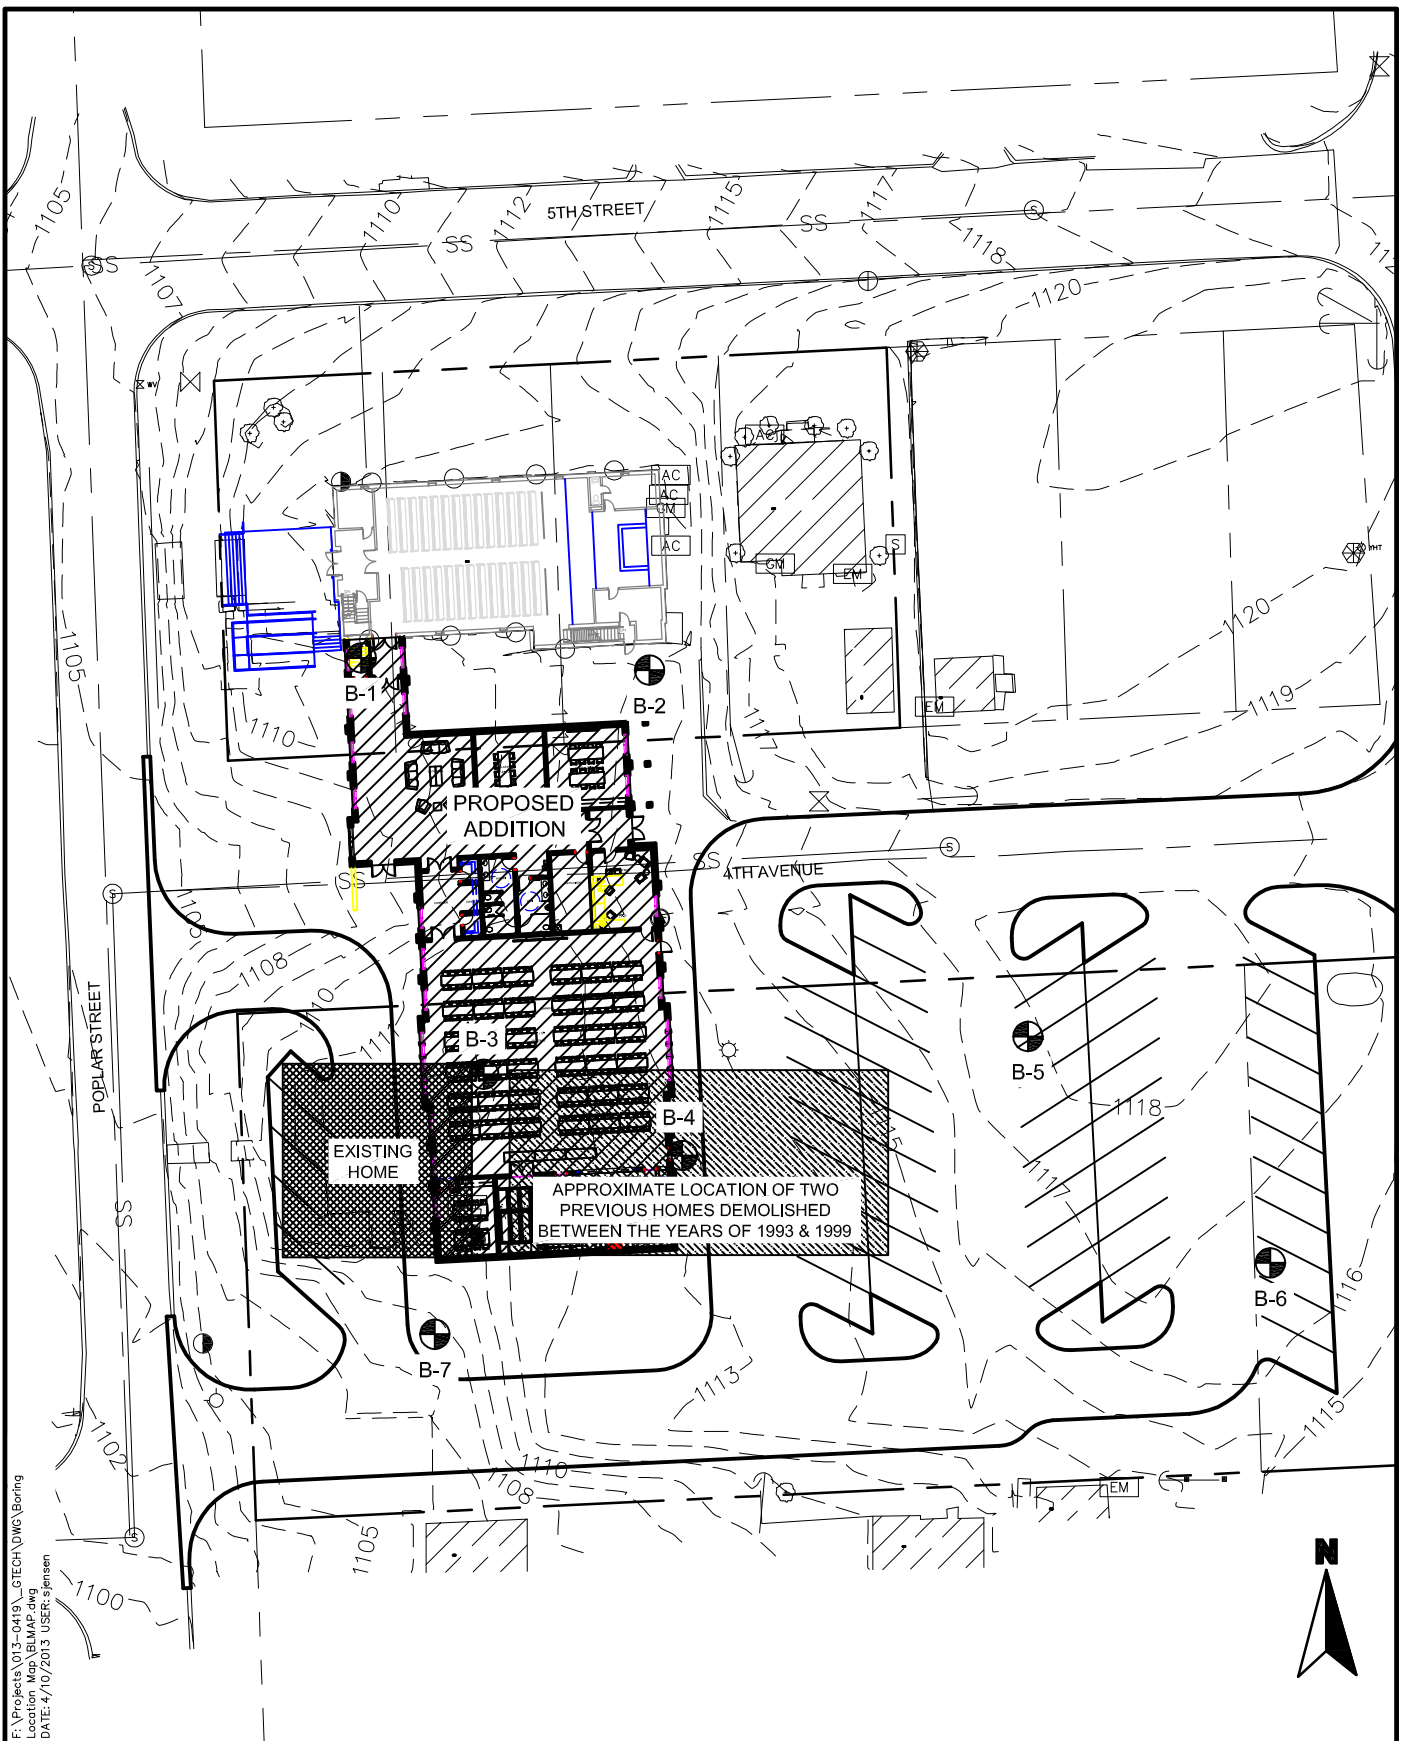 1105
1110
1112
5TH STREET
1115
1117
SS
SS
SS
S
S
1107
1118
1120
WV
AC
AC
AC
GM
AC
GM
EM
S
YHT
1105
1120
1119
EM
B-1
B-2
1110
PROPOSED
ADDITION
SS
SS
4TH AVENUE
S
S
1108
1110
1111
POPLAR STREET
B-3
B-5
B-4
1118
1117
EXISTING
HOME
APPROXIMATE LOCATION OF TWO
PREVIOUS HOMES DEMOLISHED
BETWEEN THE YEARS OF 1993 & 1999
SS
B-6
1116
B-7
1113
1115
1102
1110
1108
EM
1105
S
1100
N
F:\Projects\013-0419\_GTECH\DWG\Boring
Location Map\BLMAP.dwg
DATE: 4/10/2013 USER: sjensen